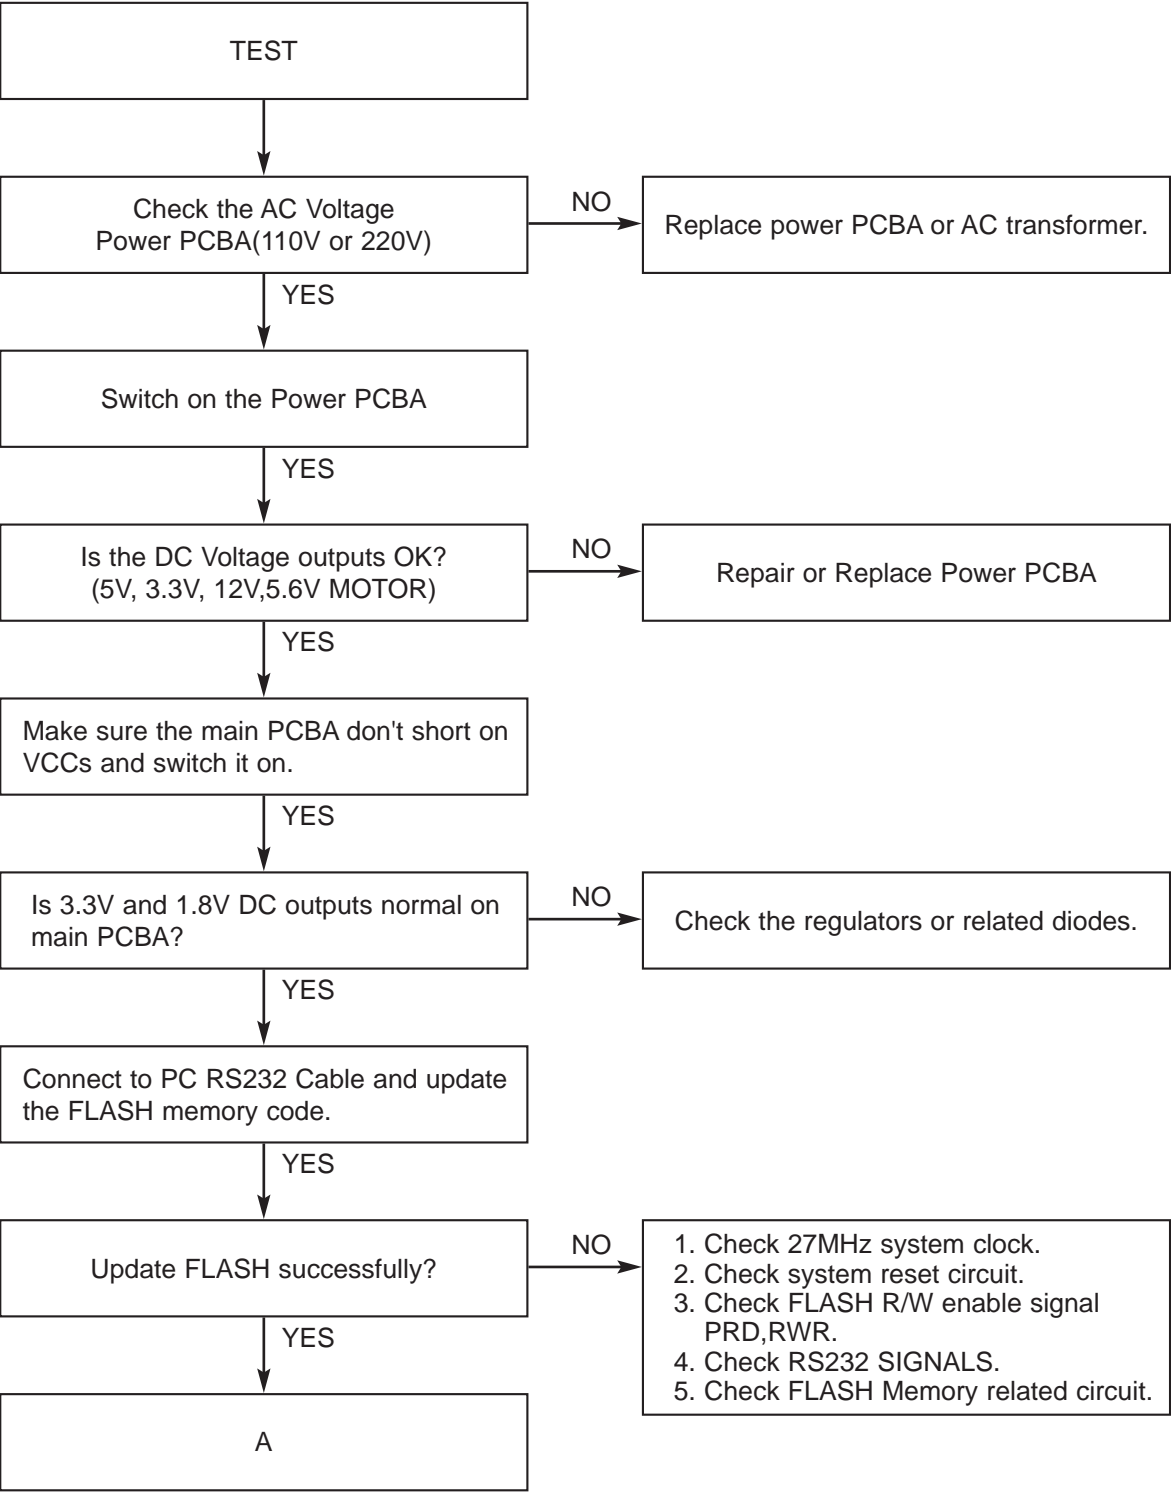 TEST
Check the AC Voltage
Power PCBA(110V or 220V)
NO
Replace power PCBA or AC transformer.
YES
Switch on the Power PCBA
YES
Is the DC Voltage outputs OK?
(5V, 3.3V, 12V,5.6V MOTOR)
NO
Repair or Replace Power PCBA
YES
Make sure the main PCBA don't short on
VCCs and switch it on.
YES
Is 3.3V and 1.8V DC outputs normal on
main PCBA?
NO
Check the regulators or related diodes.
YES
Connect to PC RS232 Cable and update
the FLASH memory code.
YES
Update FLASH successfully?
NO
1. Check 27MHz system clock.
2. Check system reset circuit.
3. Check FLASH R/W enable signal
PRD,RWR.
4. Check RS232 SIGNALS.
5. Check FLASH Memory related circuit.
YES
A